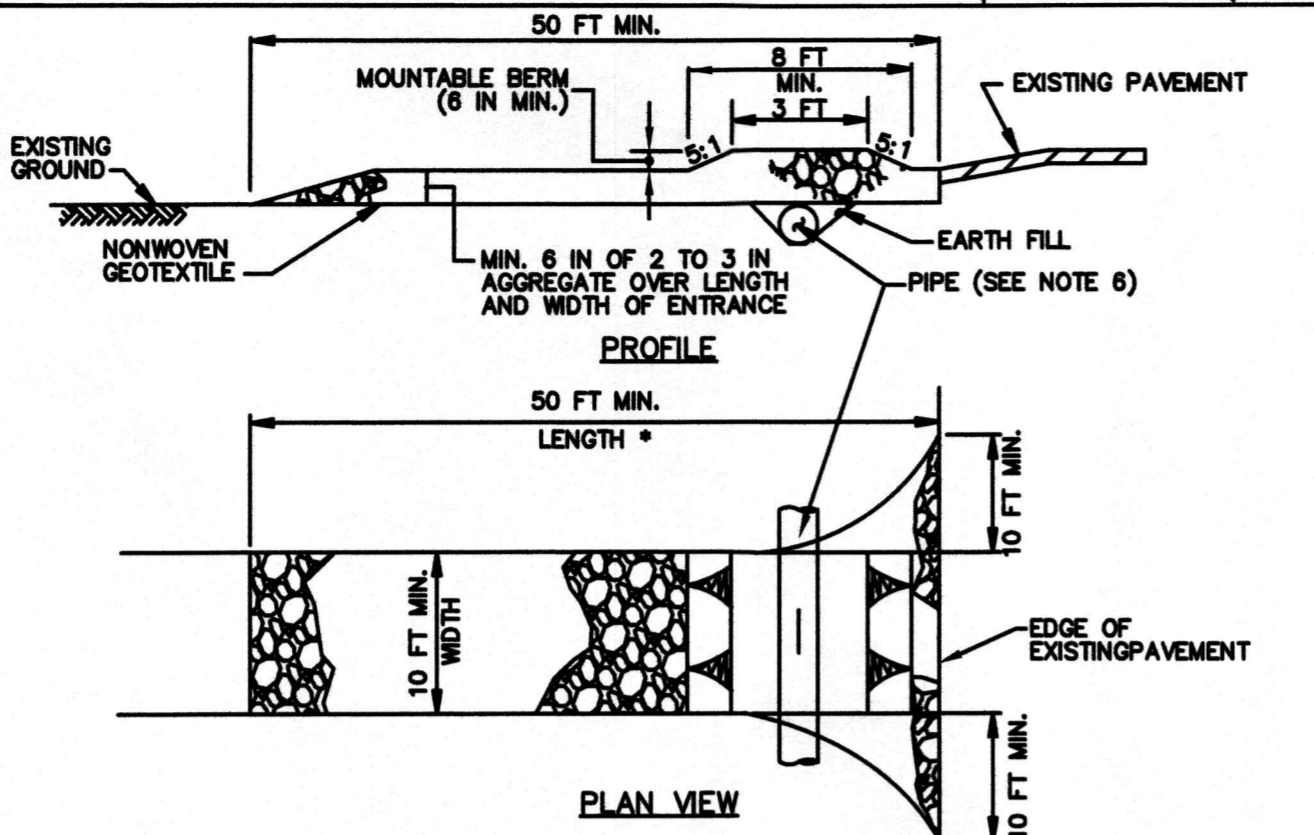 50 FT MIN.
8 FT
MIN.
3 FT
MOUNTABLE BERM
(6 IN MIN.)
5:1
5:1
EXISTING PAVEMENT
EXISTING
GROUND
NONWOVEN
GEOTEXTILE
MIN. 6 IN OF 2 TO 3 IN
AGGREGATE OVER LENGTH
AND WIDTH OF ENTRANCE
EARTH FILL
PIPE (SEE NOTE 6)
PROFILE
50 FT MIN.
LENGTH *
10 FT MIN.
10 FT MIN.
WIDTH
EDGE OF
EXISTINGPAVEMENT
10 FT MIN.
PLAN VIEW